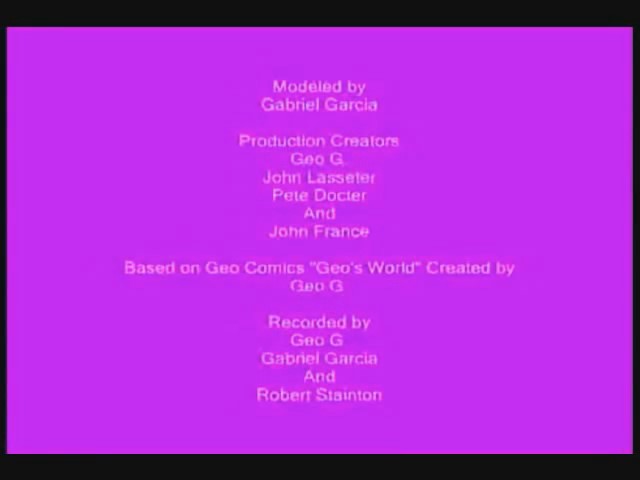 Modeled by
Gabriel Garcia
Production Creators
Geo G.
John Lasseter
Pete Docter
And
John France
Based on Geo Comics "Geo's World" Created by
Geo G
Recorded by
Geo G
Gabriel Garcia
And
Robert Stainton